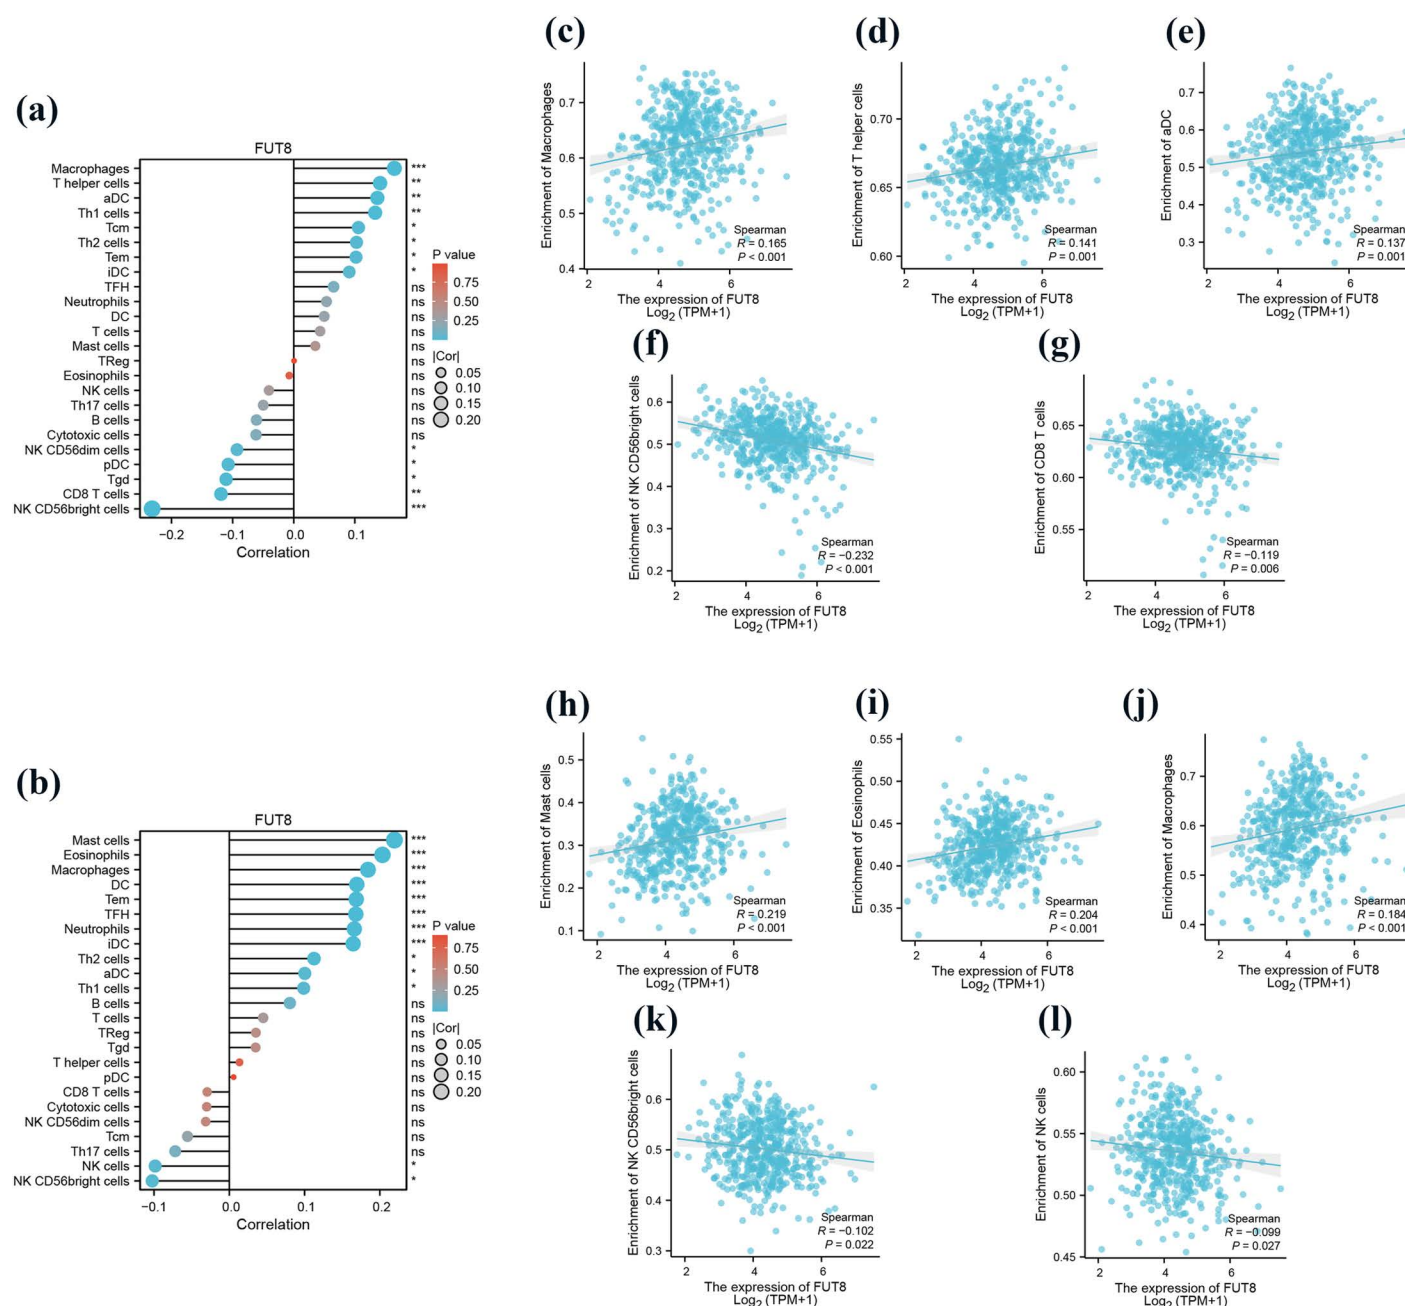 (a)
FUT8
Macrophages ***
T helper cells **
aDC **
Th1 cells **
Tcm *
Th2 cells *
Tem *
iDC *
TFH ns
Neutrophils ns
DC ns
T cells ns
Mast cells ns
TReg ns
Eosinophils ns
NK cells ns
Th17 cells ns
B cells ns
Cytotoxic cells ns
NK CD56dim cells *
pDC *
Tgd *
CD8 T cells **
NK CD56bright cells ***
−0.2 −0.1 0.0 0.1
Correlation
P value
0.75
0.50
0.25
|Cor|
0.05
0.10
0.15
0.20
(c)
Enrichment of Macrophages
0.7
0.6
0.5
0.4
Spearman
R = 0.165
P < 0.001
2 4 6
The expression of FUT8
Log2 (TPM+1)
(d)
Enrichment of T helper cells
0.70
0.65
0.60
Spearman
R = 0.141
P = 0.001
2 4 6
The expression of FUT8
Log2 (TPM+1)
(e)
Enrichment of aDC
0.7
0.6
0.5
0.4
0.3
Spearman
R = 0.137
P = 0.001
2 4 6
The expression of FUT8
Log2 (TPM+1)
(f)
Enrichment of NK CD56bright cells
0.6
0.5
0.4
0.3
0.2
Spearman
R = −0.232
P < 0.001
2 4 6
The expression of FUT8
Log2 (TPM+1)
(g)
Enrichment of CD8 T cells
0.65
0.60
0.55
Spearman
R = −0.119
P = 0.006
2 4 6
The expression of FUT8
Log2 (TPM+1)
(b)
FUT8
Mast cells ***
Eosinophils ***
Macrophages ***
DC ***
Tem ***
TFH ***
Neutrophils ***
iDC ***
Th2 cells *
aDC *
Th1 cells *
B cells ns
T cells ns
TReg ns
Tgd ns
T helper cells ns
pDC ns
CD8 T cells ns
Cytotoxic cells ns
NK CD56dim cells ns
Tcm ns
Th17 cells ns
NK cells *
NK CD56bright cells *
−0.1 0.0 0.1 0.2
Correlation
P value
0.75
0.50
0.25
|Cor|
0.05
0.10
0.15
0.20
(h)
Enrichment of Mast cells
0.5
0.4
0.3
0.2
0.1
Spearman
R = 0.219
P < 0.001
2 4 6
The expression of FUT8
Log2 (TPM+1)
(i)
Enrichment of Eosinophils
0.55
0.50
0.45
0.40
0.35
Spearman
R = 0.204
P < 0.001
2 4 6
The expression of FUT8
Log2 (TPM+1)
(j)
Enrichment of Macrophages
0.7
0.6
0.5
0.4
Spearman
R = 0.184
P < 0.001
2 4 6
The expression of FUT8
Log2 (TPM+1)
(k)
Enrichment of NK CD56bright cells
0.6
0.5
0.4
0.3
Spearman
R = −0.102
P = 0.022
2 4 6
The expression of FUT8
Log2 (TPM+1)
(l)
Enrichment of NK cells
0.60
0.55
0.50
0.45
Spearman
R = −0.099
P = 0.027
2 4 6
The expression of FUT8
Log2 (TPM+1)